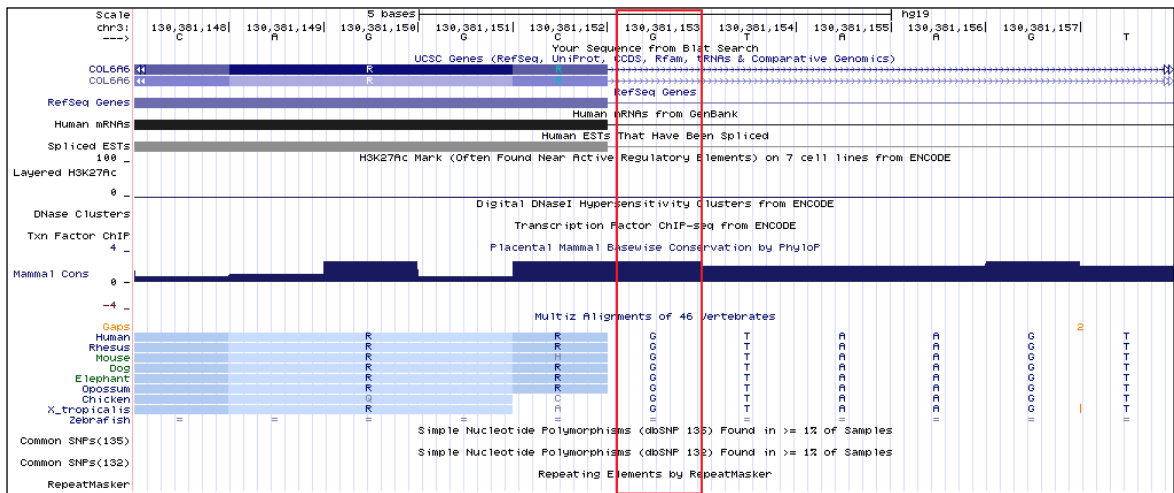 Scale 5 bases hg19
chr3: 130,381,148 130,381,149 130,381,150 130,381,151 130,381,152 130,381,153 130,381,154 130,381,155 130,381,156 130,381,157
---> C A G G C G T A A G T
Your Sequence from Blat Search
UCSC Genes (RefSeq, UniProt, CCDS, Rfam, tRNAs & Comparative Genomics)
COL6A6 R R
COL6A6 R R
RefSeq Genes
RefSeq Genes
Human mRNAs from GenBank
Human mRNAs
Human ESTs That Have Been Spliced
Spliced ESTs
100 _ H3K27Ac Mark (Often Found Near Active Regulatory Elements) on 7 cell lines from ENCODE
Layered H3K27Ac
0 _
Digital DNaseI Hypersensitivity Clusters from ENCODE
DNase Clusters
Transcription Factor ChIP-seq from ENCODE
Txn Factor ChIP
4 _ Placental Mammal Basewise Conservation by PhyloP
Mammal Cons
0 _
-4 _
Multiz Alignments of 46 Vertebrates
Gaps 2
Human R R G T A A G T
Rhesus R R G T A A G T
Mouse R H G T A A G T
Dog R R G T A A G T
Elephant R R G T A A G T
Opossum R R G T A A G T
Chicken Q C G T A A G T
X_tropicalis R A G T A A G T
Zebrafish = = = = = = = = = = =
Simple Nucleotide Polymorphisms (dbSNP 135) Found in >= 1% of Samples
Common SNPs(135)
Simple Nucleotide Polymorphisms (dbSNP 132) Found in >= 1% of Samples
Common SNPs(132)
Repeating Elements by RepeatMasker
RepeatMasker